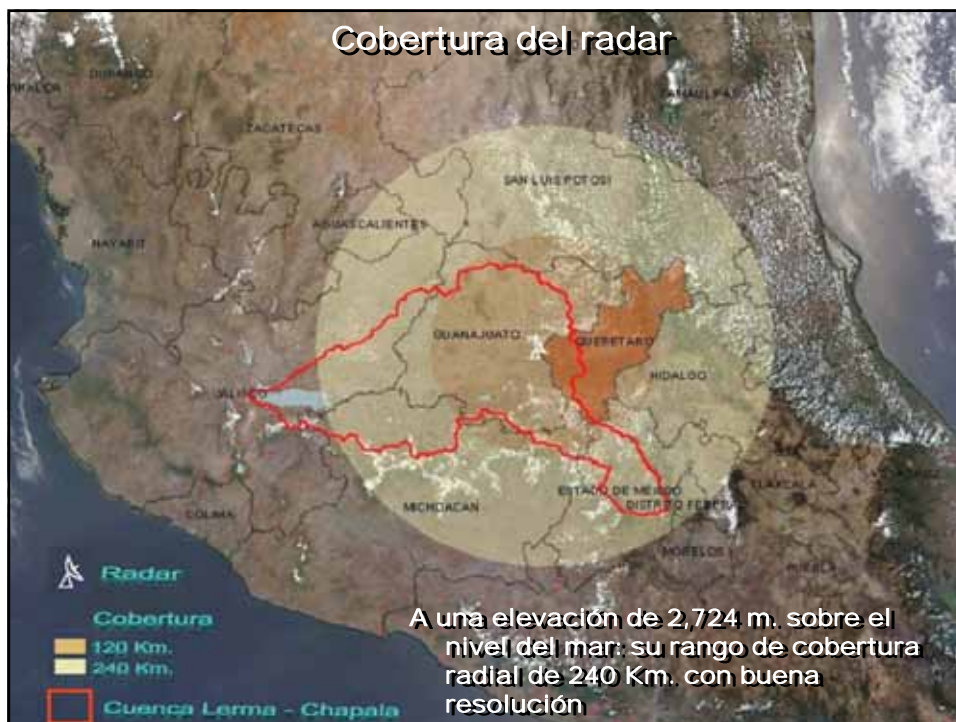 Cobertura del radar
DURANGO
TAMAULIPAS
ZACATECAS
SAN LUIS POTOSI
AGUASCALIENTES
NAYARIT
GUANAJUATO
QUERETARO
HIDALGO
JALISCO
TLAXCALA
ESTADO DE MEXICO
DISTRITO FEDERAL
MICHOACAN
COLIMA
MORELOS
PUEBLA
Radar
Cobertura
120 Km.
240 Km.
Cuenca Lerma - Chapala
A una elevación de 2,724 m. sobre el
nivel del mar: su rango de cobertura
radial de 240 Km. con buena
resolución